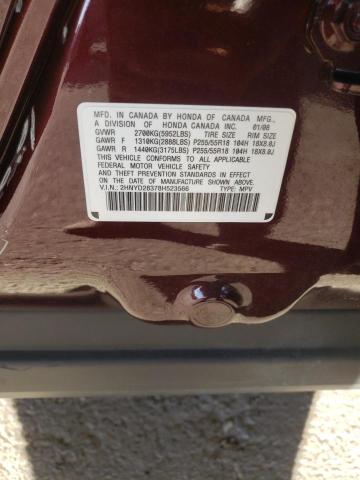 MFD. IN CANADA BY HONDA OF CANADA MFG.,
A DIVISION OF HONDA CANADA INC. 01/08
GVWR 2700KG(5952LBS) TIRE SIZE RIM SIZE
GAWR F 1310KG(2888LBS) P255/55R18 104H 18X8.0J
GAWR R 1440KG(3175LBS) P255/55R18 104H 18X8.0J
THIS VEHICLE CONFORMS TO ALL APPLICABLE
FEDERAL MOTOR VEHICLE SAFETY
STANDARDS IN EFFECT ON THE DATE OF
MANUFACTURE SHOWN ABOVE.
V.I.N.: 2HNYD28378H523566 TYPE: MPV